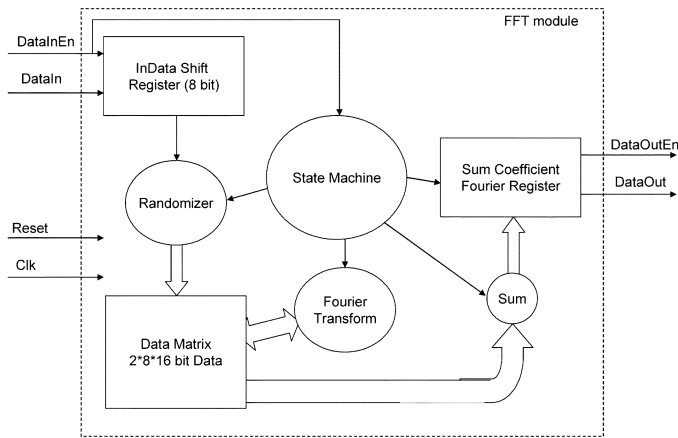 FFT module
DataInEn
InData Shift
Register (8 bit)
DataIn
State Machine
Sum Coefficient
Fourier Register
DataOutEn
DataOut
Randomizer
Reset
Clk
Data Matrix
2*8*16 bit Data
Fourier
Transform
Sum